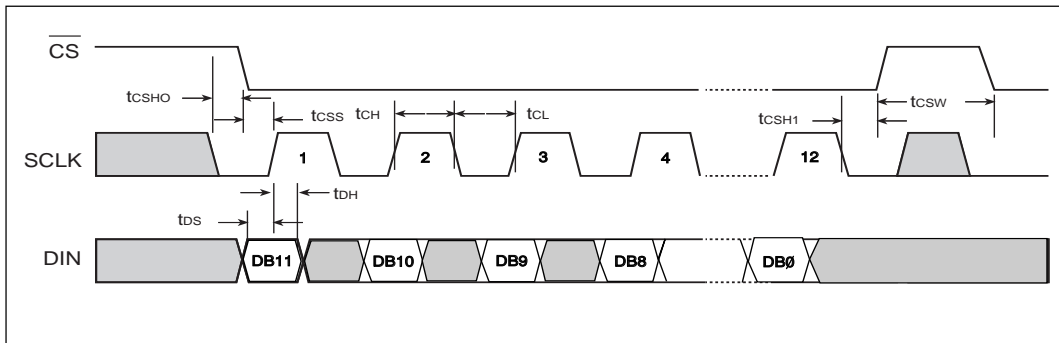 CS
tCSHO
tCSS
tCH
tCL
tCSH1
tCSW
SCLK
1
2
3
4
12
tDH
tDS
DIN
DB11
DB10
DB9
DB8
DBØ